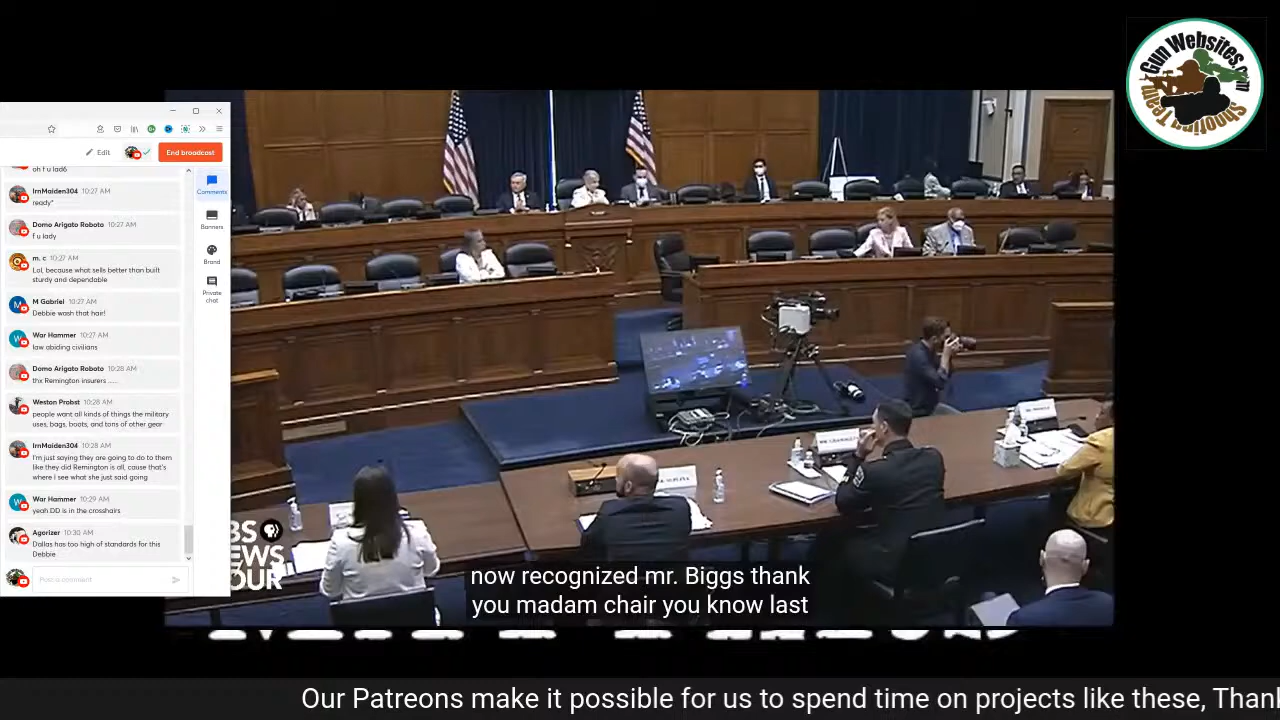 Gun Websites.com
Shooting Team
Edit
End broadcast
oh f u lad6
IrnMaiden304 10:27 AM
ready"
Domo Arigato Roboto 10:27 AM
f u lady
m. c 10:27 AM
Lol, because what sells better than built
sturdy and dependable
M Gabriel 10:27 AM
Debbie wash that hair!
War Hammer 10:27 AM
law abiding civilians
Domo Arigato Roboto 10:28 AM
thx Remington insurers ......
Weston Probst 10:28 AM
people want all kinds of things the military
uses, bags, boots, and tons of other gear
IrnMaiden304 10:28 AM
I'm just saying they are going to do to them
like they did Remington is all, cause that's
where I see what she just said going
War Hammer 10:29 AM
yeah DD is in the crosshairs
Agorizer 10:30 AM
Dallas has too high of standards for this
Debbie
Post a comment
Comments
Banners
Brand
Private
chat
BS
NEWS
OUR
now recognized mr. Biggs thank
you madam chair you know last
Our Patreons make it possible for us to spend time on projects like these, Than